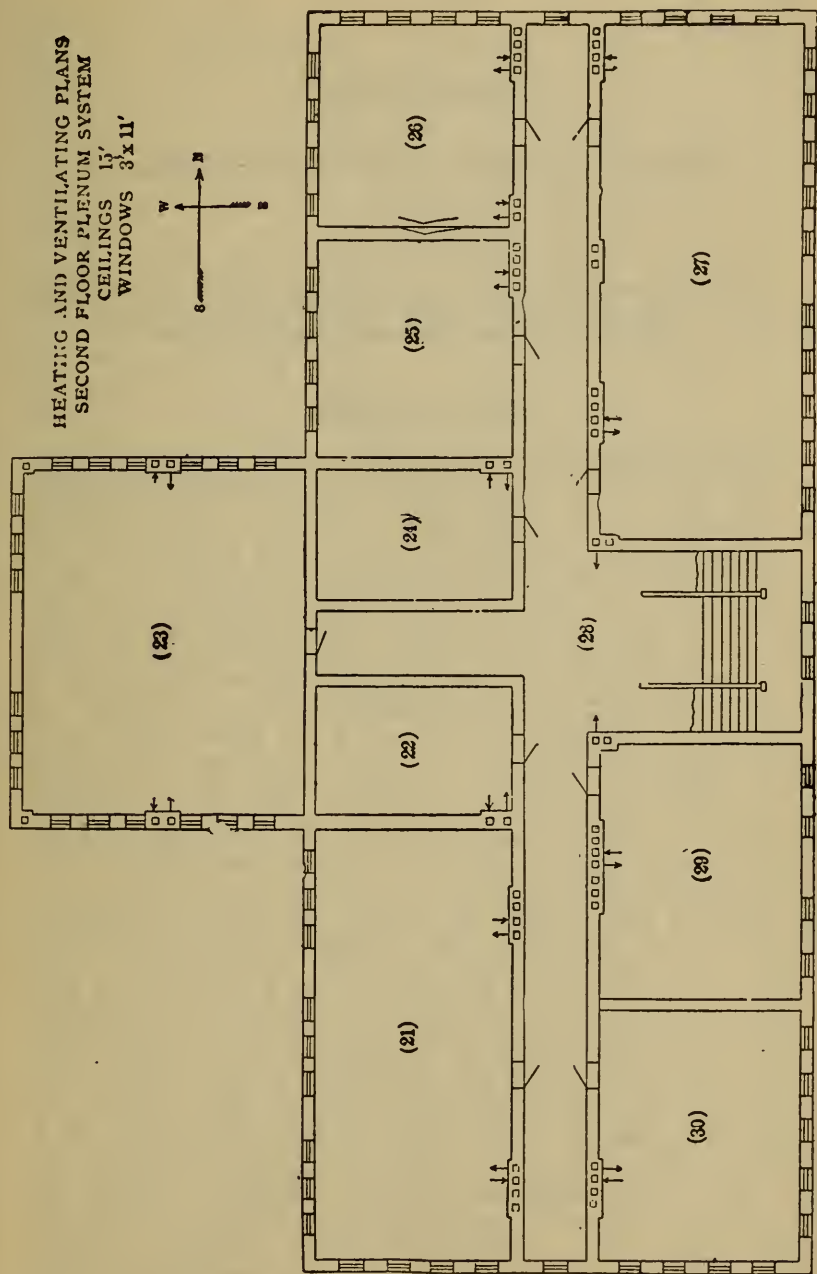 HEATING AND VENTILATING PLANS
SECOND FLOOR PLENUM SYSTEM
CEILINGS 15'
WINDOWS 3'x11'
W
S N
E
(23)
(21)
(22)
(24)
(25)
(26)
(28)
(30)
(29)
(27)